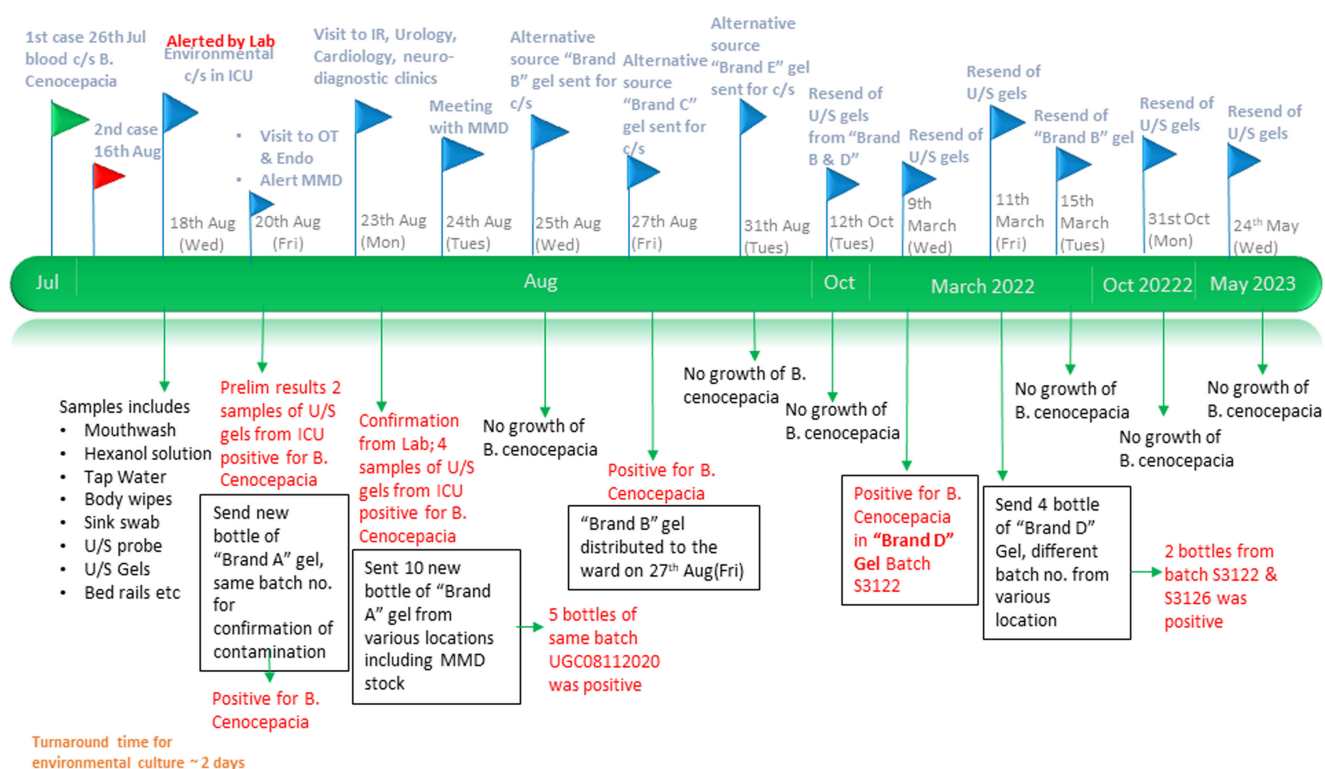 1st case 26th Jul
blood c/s B.
Cenocepacia
2nd case
16th Aug
Alerted by Lab
Environmental
c/s in ICU
18th Aug
(Wed)
• Visit to OT
& Endo
• Alert MMD
20th Aug
(Fri)
Visit to IR, Urology,
Cardiology, neuro-
diagnostic clinics
23th Aug
(Mon)
Meeting
with MMD
24th Aug
(Tues)
Alternative
source “Brand
B” gel sent for
c/s
25th Aug
(Wed)
Alternative
source
“Brand C”
gel sent for
c/s
27th Aug
(Fri)
Alternative
source “Brand E” gel
sent for c/s
31th Aug
(Tues)
Resend of
U/S gels
from “Brand
B & D”
12th Oct
(Tues)
Resend of
U/S gels
9th
March
(Wed)
Resend of
U/S gels
11th
March
(Fri)
Resend of
“Brand B” gel
15th
March
(Tues)
Resend of
U/S gels
31st Oct
(Mon)
Resend of
U/S gels
24th May
(Wed)
Jul
Aug
Oct
March 2022
Oct 20222
May 2023
Samples includes
• Mouthwash
• Hexanol solution
• Tap Water
• Body wipes
• Sink swab
• U/S probe
• U/S Gels
• Bed rails etc
Prelim results 2
samples of U/S
gels from ICU
positive for B.
Cenocepacia
Send new
bottle of
“Brand A” gel,
same batch no.
for
confirmation of
contamination
Positive for B.
Cenocepacia
Confirmation
from Lab; 4
samples of U/S
gels from ICU
positive for B.
Cenocepacia
Sent 10 new
bottle of “Brand
A” gel from
various locations
including MMD
stock
5 bottles of
same batch
UGC08112020
was positive
No growth of
B. cenocepacia
Positive for B.
Cenocepacia
“Brand B” gel
distributed to the
ward on 27th Aug(Fri)
No growth of B.
cenocepacia
No growth of
B. cenocepacia
Positive for B.
Cenocepacia
in “Brand D”
Gel Batch
S3122
Send 4 bottle
of “Brand D”
Gel, different
batch no. from
various
location
2 bottles from
batch S3122 &
S3126 was
positive
No growth of
B. cenocepacia
No growth of
B. cenocepacia
No growth of
B. cenocepacia
Turnaround time for
environmental culture ~ 2 days